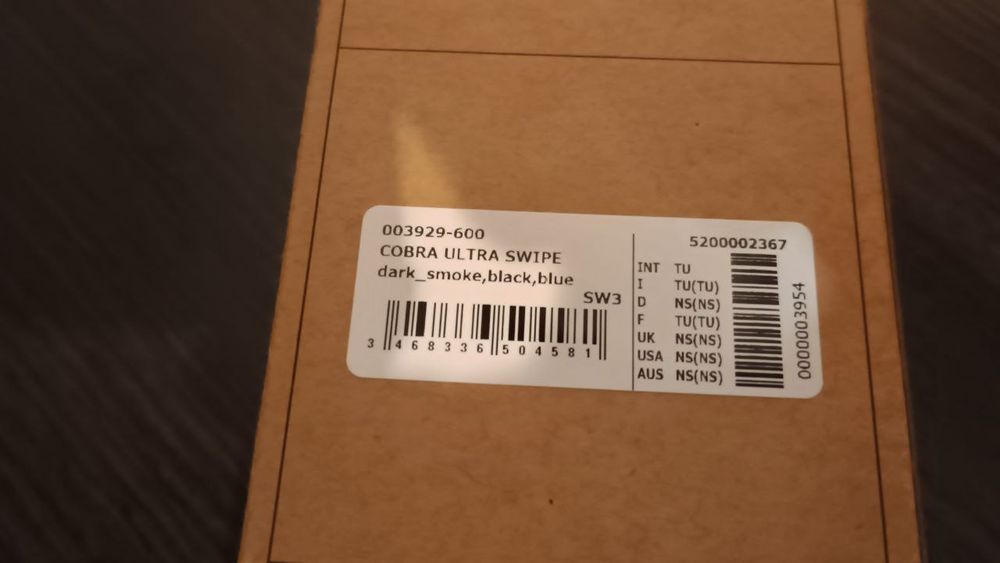 003929-600
COBRA ULTRA SWIPE
dark_smoke,black,blue
SW3
3 468336 504581
5200002367
INT TU
I TU(TU)
D NS(NS)
F TU(TU)
UK NS(NS)
USA NS(NS)
AUS NS(NS)
0000003954